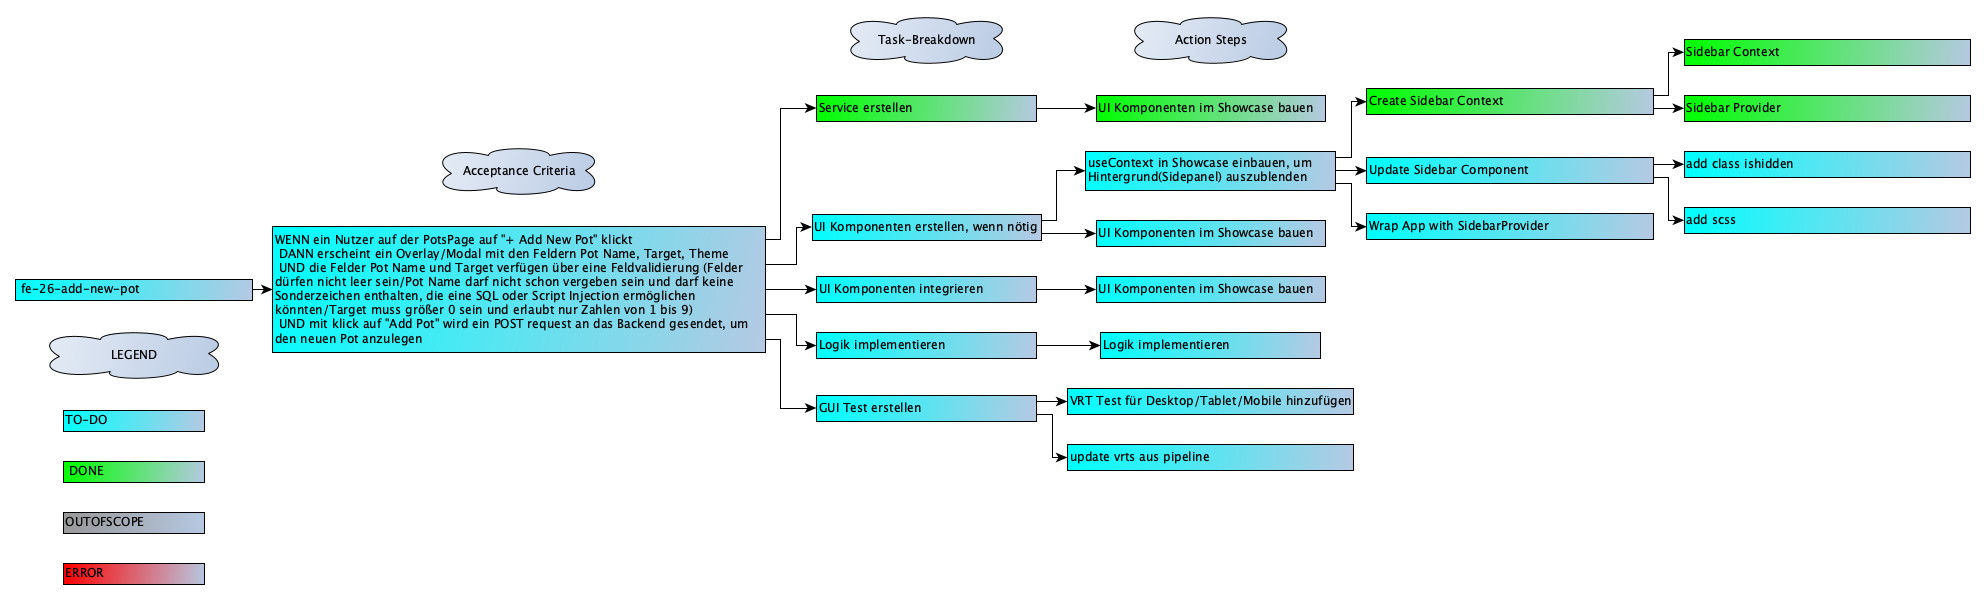 Task-Breakdown
Action Steps
Acceptance Criteria
fe-26-add-new-pot
WENN ein Nutzer auf der PotsPage auf "+ Add New Pot" klickt
DANN erscheint ein Overlay/Modal mit den Feldern Pot Name, Target, Theme
UND die Felder Pot Name und Target verfügen über eine Feldvalidierung (Felder
dürfen nicht leer sein/Pot Name darf nicht schon vergeben sein und darf keine
Sonderzeichen enthalten, die eine SQL oder Script Injection ermöglichen
könnten/Target muss größer 0 sein und erlaubt nur Zahlen von 1 bis 9)
UND mit klick auf "Add Pot" wird ein POST request an das Backend gesendet, um
den neuen Pot anzulegen
Service erstellen
UI Komponenten im Showcase bauen
UI Komponenten erstellen, wenn nötig
useContext in Showcase einbauen, um
Hintergrund(Sidepanel) auszublenden
Create Sidebar Context
Sidebar Context
Sidebar Provider
Update Sidebar Component
add class ishidden
add scss
Wrap App with SidebarProvider
UI Komponenten im Showcase bauen
UI Komponenten integrieren
UI Komponenten im Showcase bauen
Logik implementieren
Logik implementieren
GUI Test erstellen
VRT Test für Desktop/Tablet/Mobile hinzufügen
update vrts aus pipeline
LEGEND
TO-DO
DONE
OUTOFSCOPE
ERROR